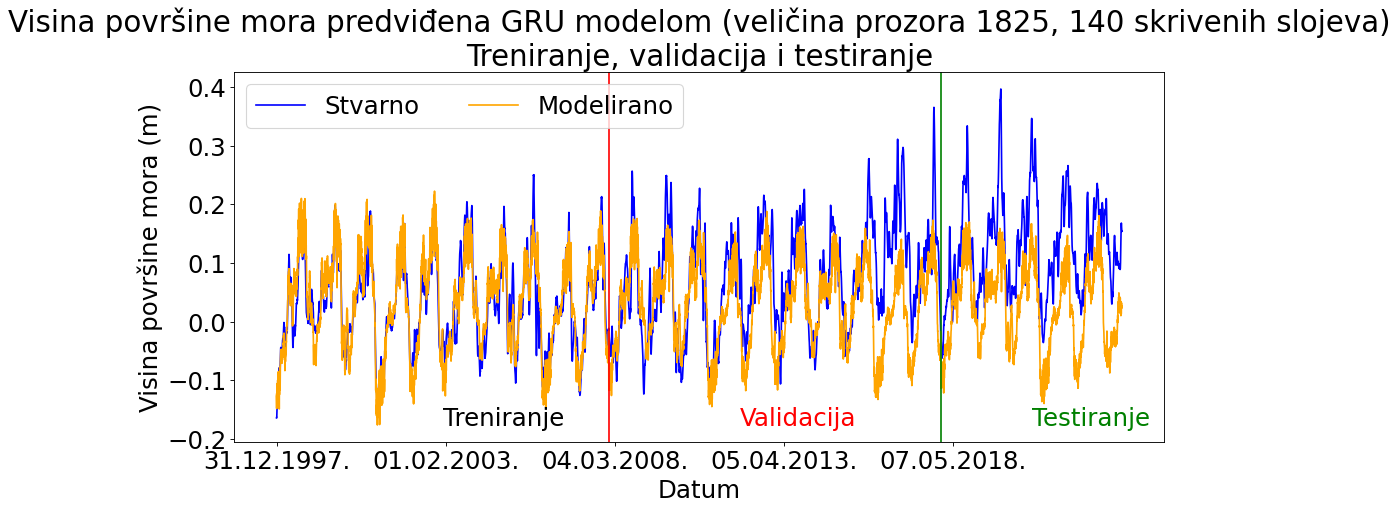 Visina površine mora predviđena GRU modelom (veličina prozora 1825, 140 skrivenih slojeva)
Treniranje, validacija i testiranje
Stvarno
Modelirano
Visina površine mora (m)
0.4
0.3
0.2
0.1
0.0
−0.1
−0.2
Treniranje
Validacija
Testiranje
31.12.1997.
01.02.2003.
04.03.2008.
05.04.2013.
07.05.2018.
Datum